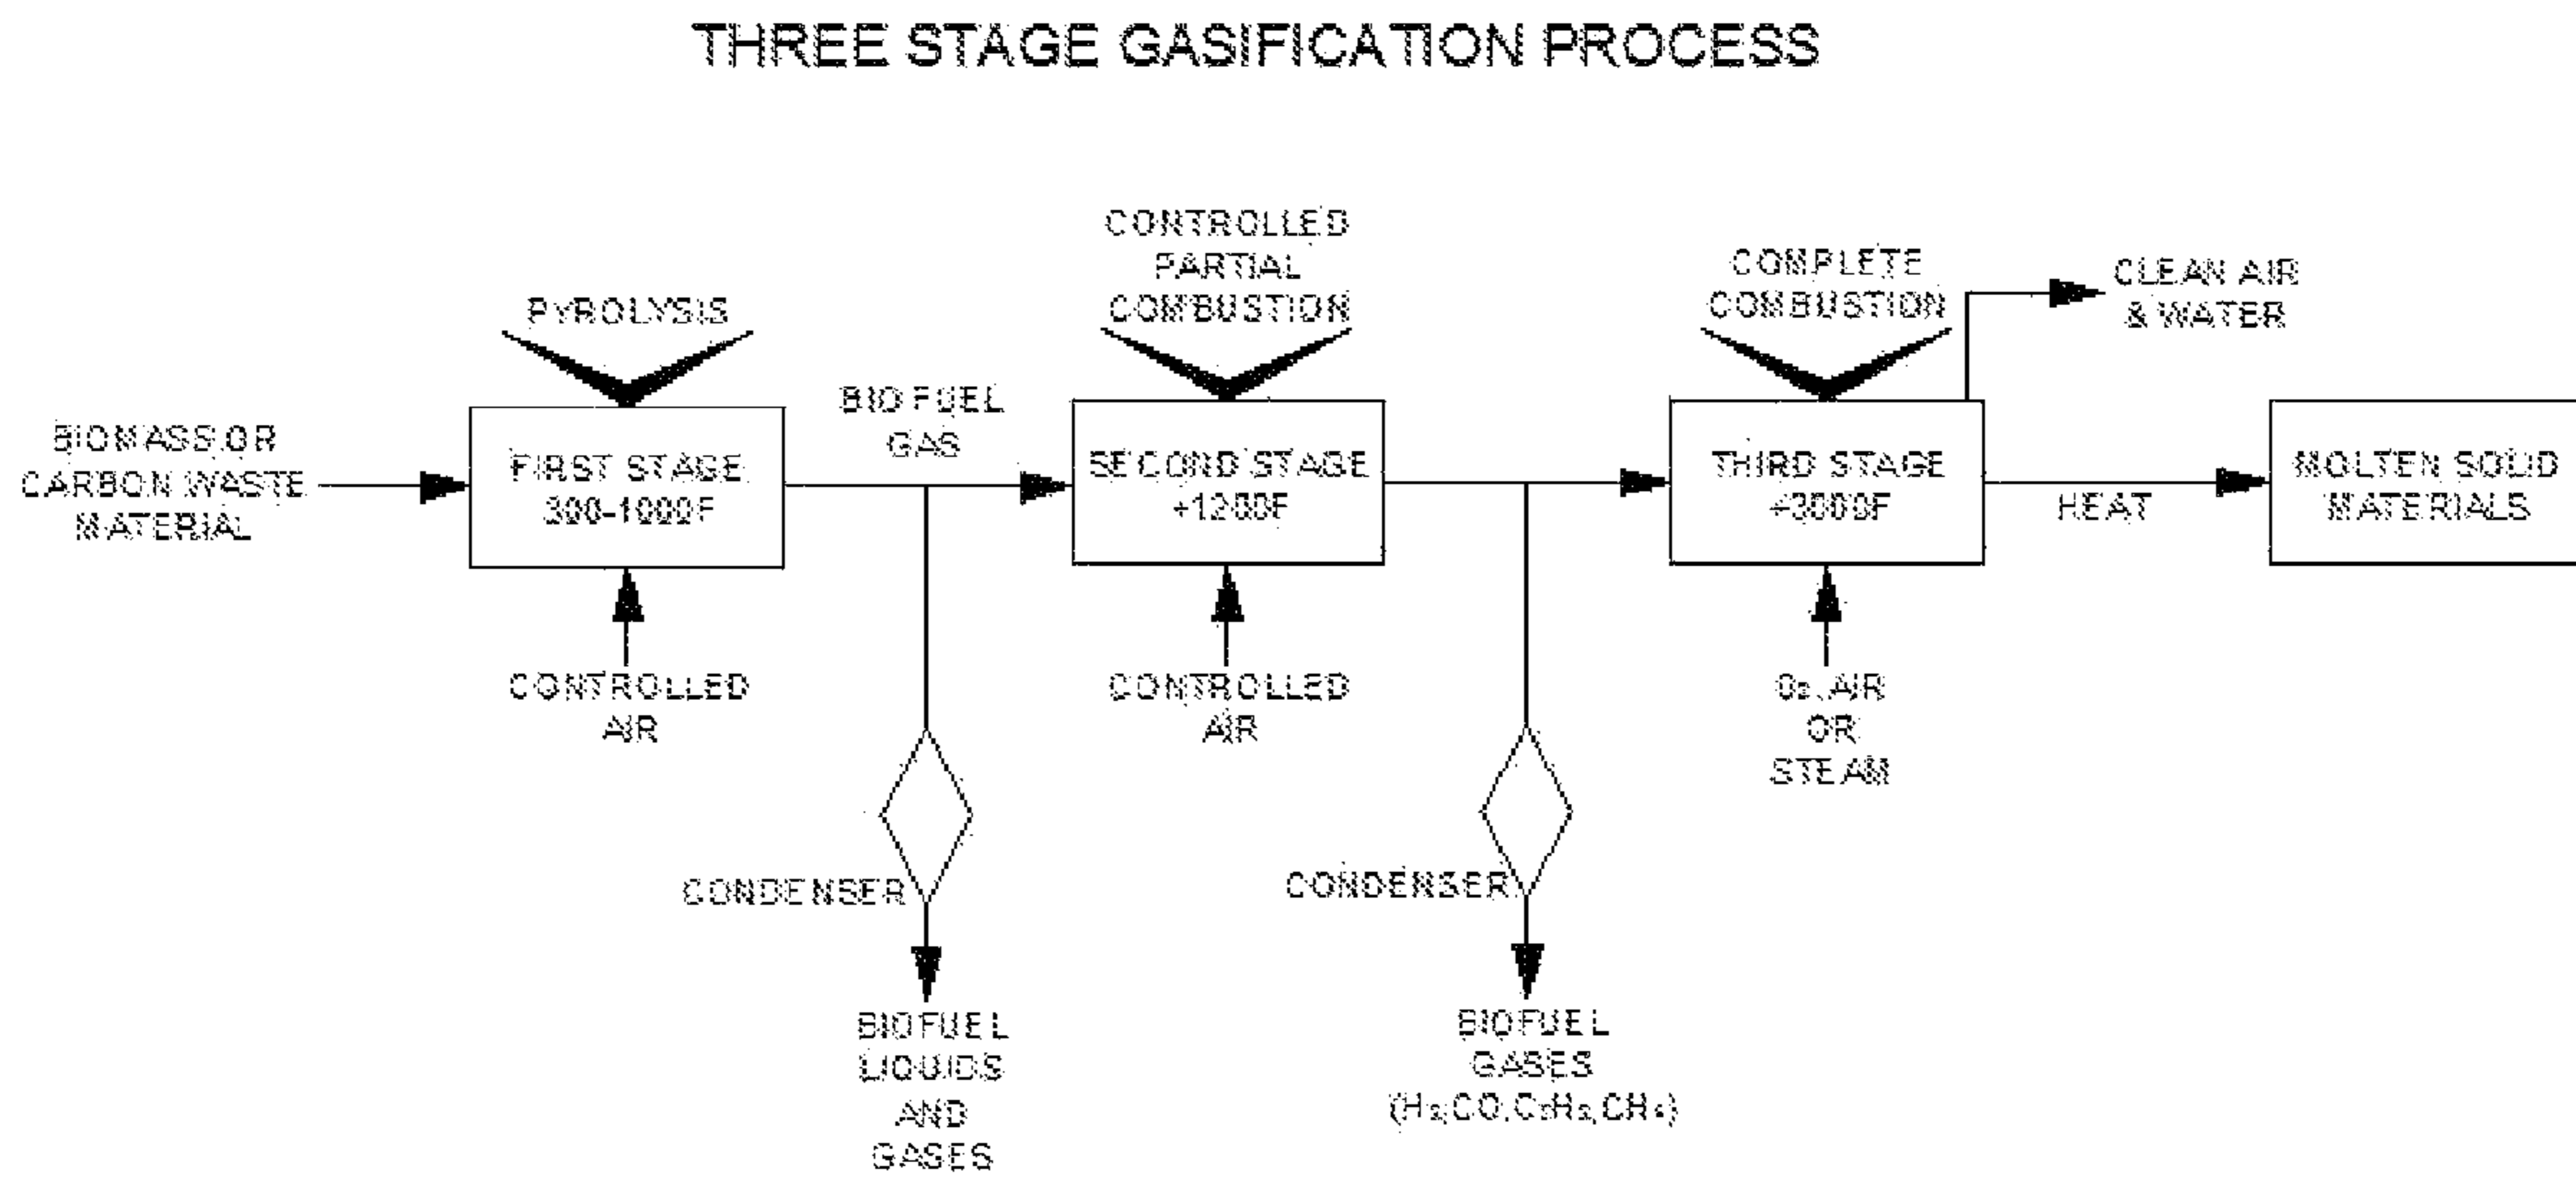 THREE STAGE GASIFICATION PROCESS
PYROLYSIS
CONTROLLED
PARTIAL
COMBUSTION
COMPLETE
COMBUSTION
CLEAN AIR
& WATER
BIOMASS OR
CARBON WASTE
MATERIAL
FIRST STAGE
300-1000F
BIO FUEL
GAS
SECOND STAGE
+1200F
THIRD STAGE
+3000F
HEAT
MOLTEN SOLID
MATERIALS
CONTROLLED
AIR
CONTROLLED
AIR
O₂, AIR
OR
STEAM
CONDENSER
CONDENSER
BIOFUEL
LIQUIDS
AND
GASES
BIOFUEL
GASES
(H₂,CO,C₂H₂,CH₄)